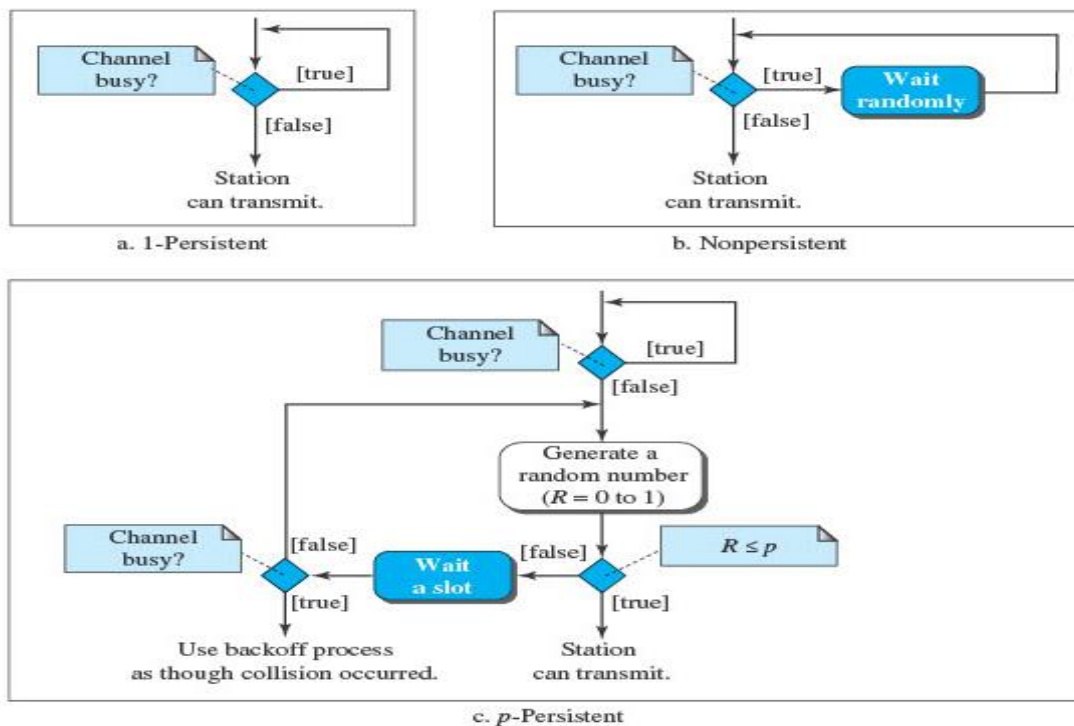 Channel
busy?
[true]
[false]
Station
can transmit.
a. 1-Persistent
Channel
busy?
[true]
Wait
randomly
[false]
Station
can transmit.
b. Nonpersistent
Channel
busy?
[true]
[false]
Generate a
random number
(R = 0 to 1)
Channel
busy?
[false]
Wait
a slot
[false]
R ≤ p
[true]
[true]
Use backoff process
as though collision occurred.
Station
can transmit.
c. p-Persistent